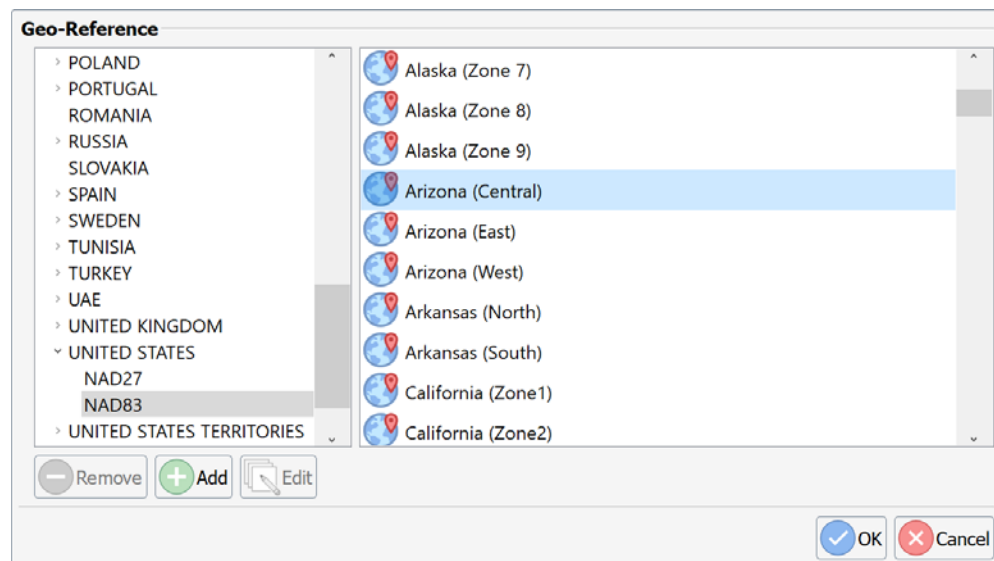 Geo-Reference
POLAND
PORTUGAL
ROMANIA
RUSSIA
SLOVAKIA
SPAIN
SWEDEN
TUNISIA
TURKEY
UAE
UNITED KINGDOM
UNITED STATES
NAD27
NAD83
UNITED STATES TERRITORIES
Alaska (Zone 7)
Alaska (Zone 8)
Alaska (Zone 9)
Arizona (Central)
Arizona (East)
Arizona (West)
Arkansas (North)
Arkansas (South)
California (Zone1)
California (Zone2)
Remove Add Edit
OK Cancel